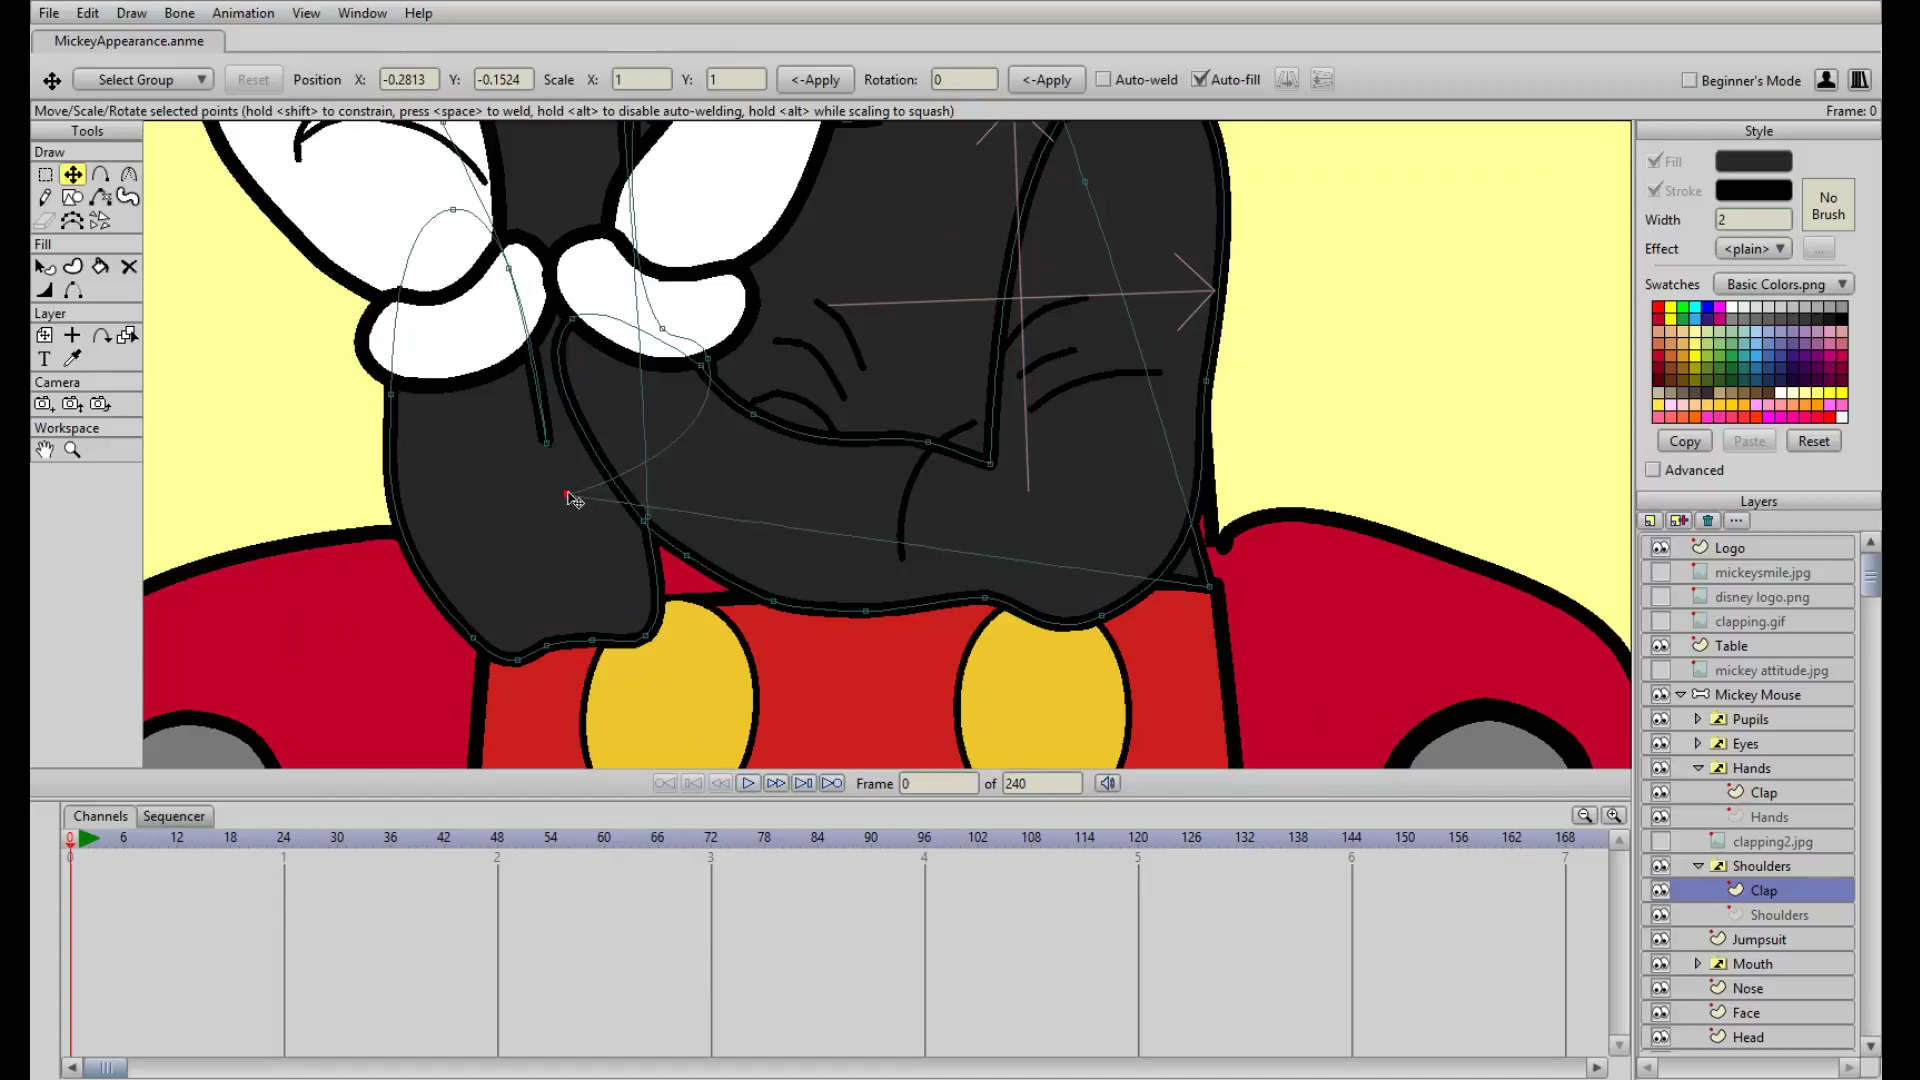 File Edit Draw Bone Animation View Window Help
MickeyAppearance.anme
Select Group Reset Position X: -0.2813 Y: -0.1524 Scale X: 1 Y: 1 <-Apply Rotation: 0 <-Apply Auto-weld Auto-fill Beginner's Mode
Move/Scale/Rotate selected points (hold <shift> to constrain, press <space> to weld, hold <alt> to disable auto-welding, hold <alt> while scaling to squash) Frame: 0
Tools
Draw
Fill
Layer
T
Camera
Workspace
Style
Fill
Stroke
No
Brush
Width 2
Effect <plain> ...
Swatches Basic Colors.png
Copy Paste Reset
Advanced
Layers
Logo
mickeysmile.jpg
disney logo.png
clapping.gif
Table
mickey attitude.jpg
Mickey Mouse
Pupils
Eyes
Hands
Clap
Hands
clapping2.jpg
Shoulders
Clap
Shoulders
Jumpsuit
Mouth
Nose
Face
Head
Frame 0 of 240
Channels Sequencer
0 6 12 18 24 30 36 42 48 54 60 66 72 78 84 90 96 102 108 114 120 126 132 138 144 150 156 162 168
0 1 2 3 4 5 6 7